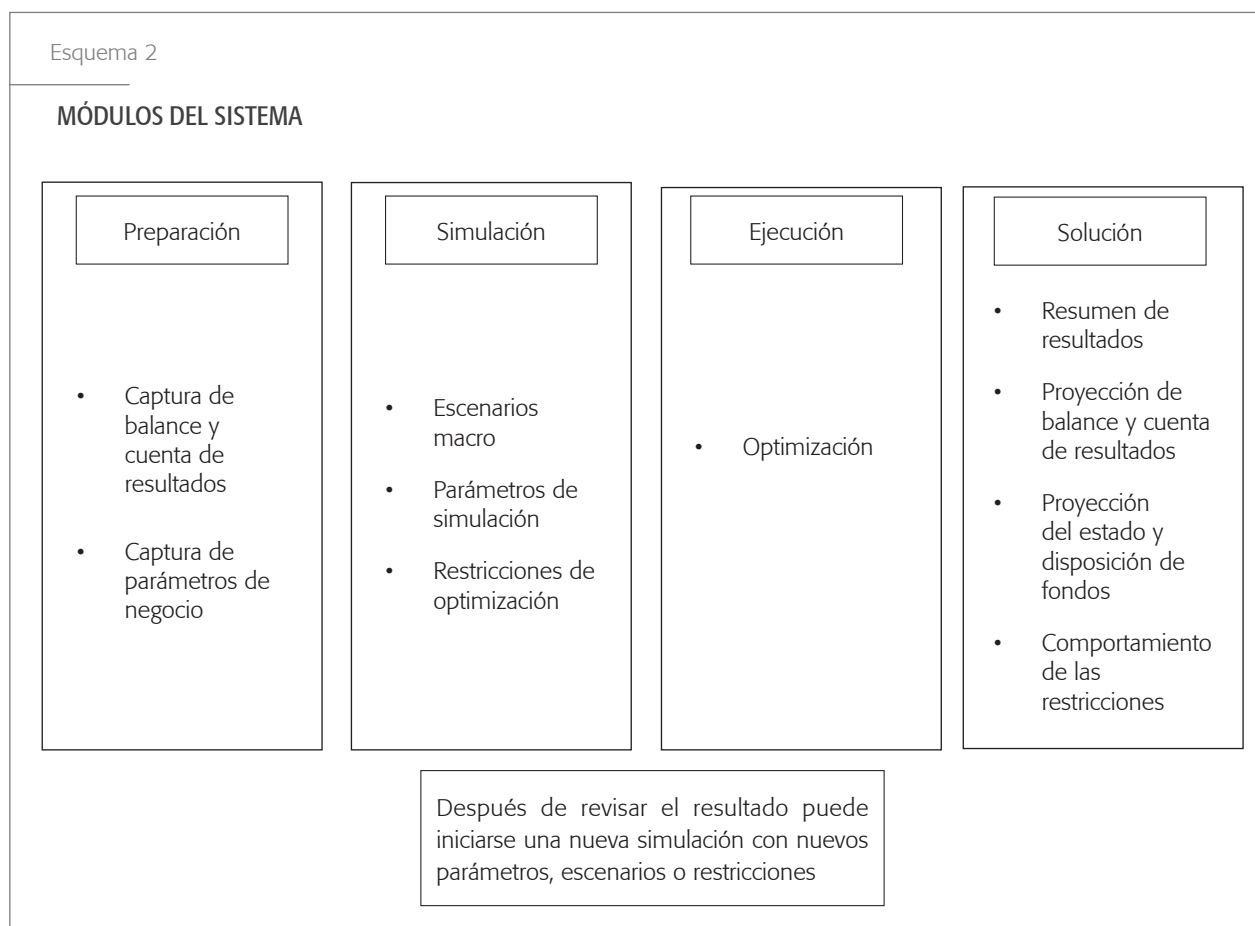 Esquema 2
MÓDULOS DEL SISTEMA
Preparación
• Captura de
balance y
cuenta de
resultados
• Captura de
parámetros de
negocio
Simulación
• Escenarios
macro
• Parámetros de
simulación
• Restricciones de
optimización
Ejecución
• Optimización
Solución
• Resumen de
resultados
• Proyección de
balance y cuenta
de resultados
• Proyección
del estado y
disposición de
fondos
• Comportamiento
de las
restricciones
Después de revisar el resultado puede
iniciarse una nueva simulación con nuevos
parámetros, escenarios o restricciones